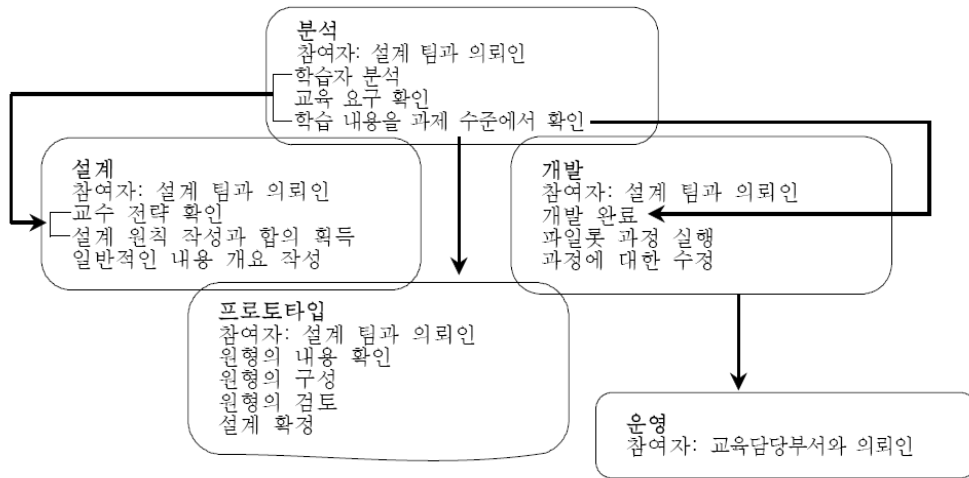 분석
참여자: 설계 팀과 의뢰인
학습자 분석
교육 요구 확인
학습 내용을 과제 수준에서 확인
설계
참여자: 설계 팀과 의뢰인
교수 전략 확인
설계 원칙 작성과 합의 획득
일반적인 내용 개요 작성
개발
참여자: 설계 팀과 의뢰인
개발 완료
파일롯 과정 실행
과정에 대한 수정
프로토타입
참여자: 설계 팀과 의뢰인
원형의 내용 확인
원형의 구성
원형의 검토
설계 확정
운영
참여자: 교육담당부서와 의뢰인